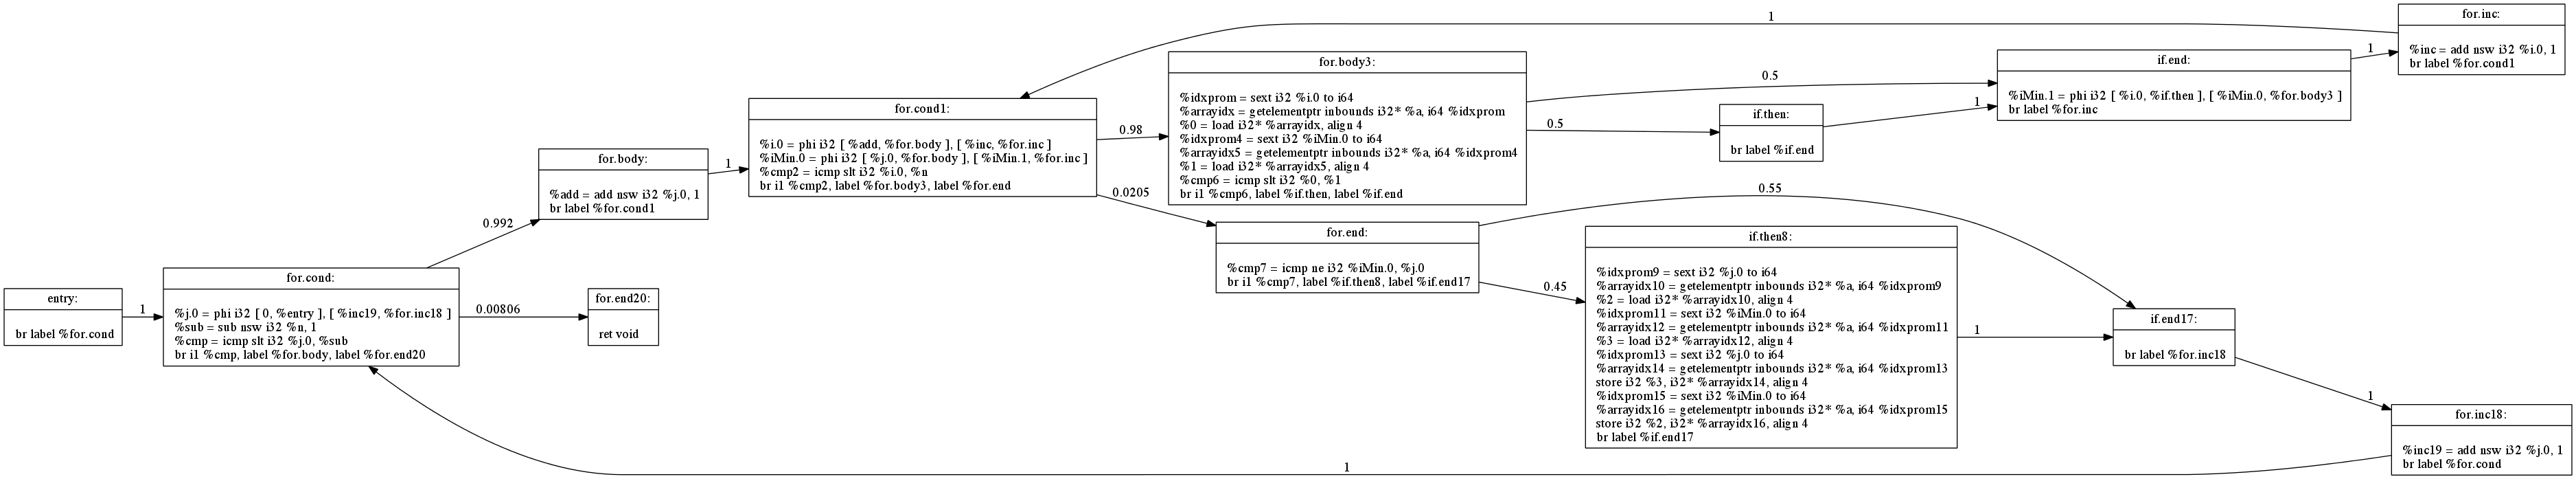 entry:
br label %for.cond
1
for.cond:
%j.0 = phi i32 [ 0, %entry ], [ %inc19, %for.inc18 ]
%sub = sub nsw i32 %n, 1
%cmp = icmp slt i32 %j.0, %sub
br i1 %cmp, label %for.body, label %for.end20
0.992
0.00806
for.end20:
ret void
for.body:
%add = add nsw i32 %j.0, 1
br label %for.cond1
1
for.cond1:
%i.0 = phi i32 [ %add, %for.body ], [ %inc, %for.inc ]
%iMin.0 = phi i32 [ %j.0, %for.body ], [ %iMin.1, %for.inc ]
%cmp2 = icmp slt i32 %i.0, %n
br i1 %cmp2, label %for.body3, label %for.end
0.98
0.0205
for.body3:
%idxprom = sext i32 %i.0 to i64
%arrayidx = getelementptr inbounds i32* %a, i64 %idxprom
%0 = load i32* %arrayidx, align 4
%idxprom4 = sext i32 %iMin.0 to i64
%arrayidx5 = getelementptr inbounds i32* %a, i64 %idxprom4
%1 = load i32* %arrayidx5, align 4
%cmp6 = icmp slt i32 %0, %1
br i1 %cmp6, label %if.then, label %if.end
0.5
0.5
if.then:
br label %if.end
1
if.end:
%iMin.1 = phi i32 [ %i.0, %if.then ], [ %iMin.0, %for.body3 ]
br label %for.inc
1
for.inc:
%inc = add nsw i32 %i.0, 1
br label %for.cond1
1
for.end:
%cmp7 = icmp ne i32 %iMin.0, %j.0
br i1 %cmp7, label %if.then8, label %if.end17
0.55
0.45
if.then8:
%idxprom9 = sext i32 %j.0 to i64
%arrayidx10 = getelementptr inbounds i32* %a, i64 %idxprom9
%2 = load i32* %arrayidx10, align 4
%idxprom11 = sext i32 %iMin.0 to i64
%arrayidx12 = getelementptr inbounds i32* %a, i64 %idxprom11
%3 = load i32* %arrayidx12, align 4
%idxprom13 = sext i32 %j.0 to i64
%arrayidx14 = getelementptr inbounds i32* %a, i64 %idxprom13
store i32 %3, i32* %arrayidx14, align 4
%idxprom15 = sext i32 %iMin.0 to i64
%arrayidx16 = getelementptr inbounds i32* %a, i64 %idxprom15
store i32 %2, i32* %arrayidx16, align 4
br label %if.end17
1
if.end17:
br label %for.inc18
1
for.inc18:
%inc19 = add nsw i32 %j.0, 1
br label %for.cond
1